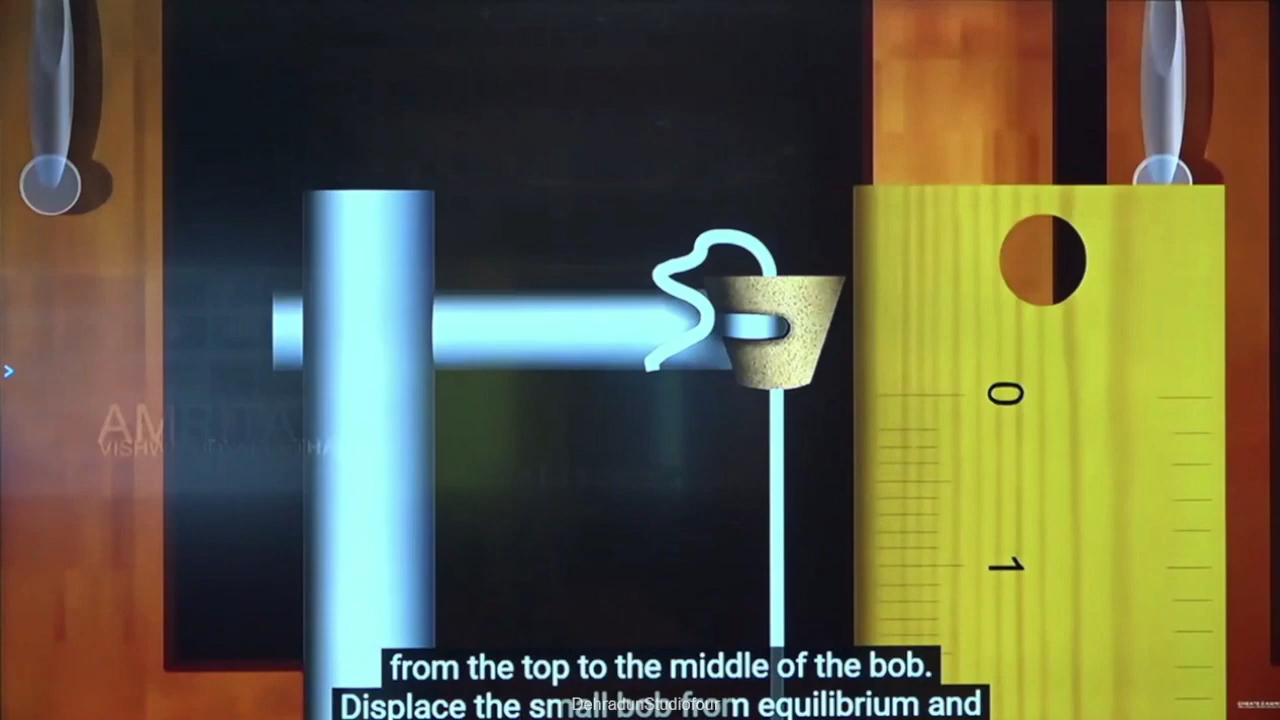 0
AMRITA
1
from the top to the middle of the bob.
Displace the small bob from equilibrium and
DehradunStudiofour